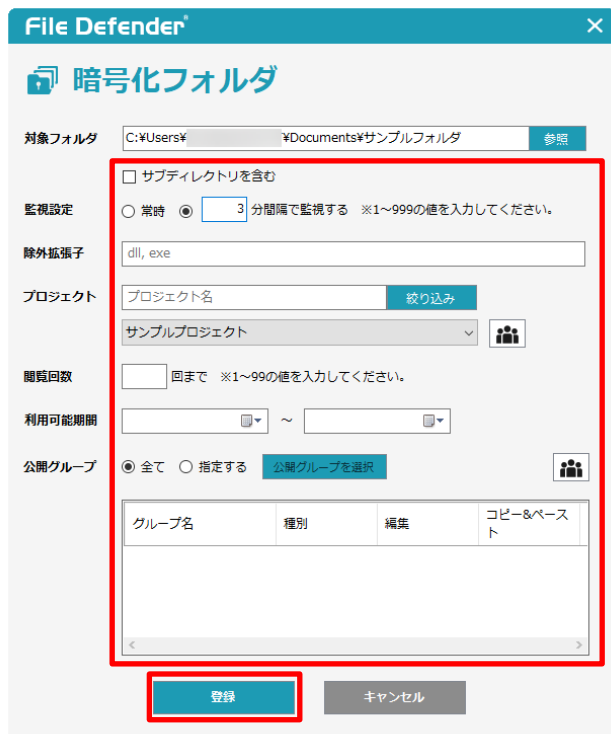 File Defender®
暗号化フォルダ
対象フォルダ C:¥Users¥ ¥Documents¥サンプルフォルダ 参照
サブディレクトリを含む
監視設定 常時 3 分間隔で監視する ※1～999の値を入力してください。
除外拡張子 dll, exe
プロジェクト プロジェクト名 絞り込み
サンプルプロジェクト
閲覧回数 回まで ※1～99の値を入力してください。
利用可能期間 ～
公開グループ 全て 指定する 公開グループを選択
グループ名 種別 編集 コピー&ペース
ト
登録 キャンセル